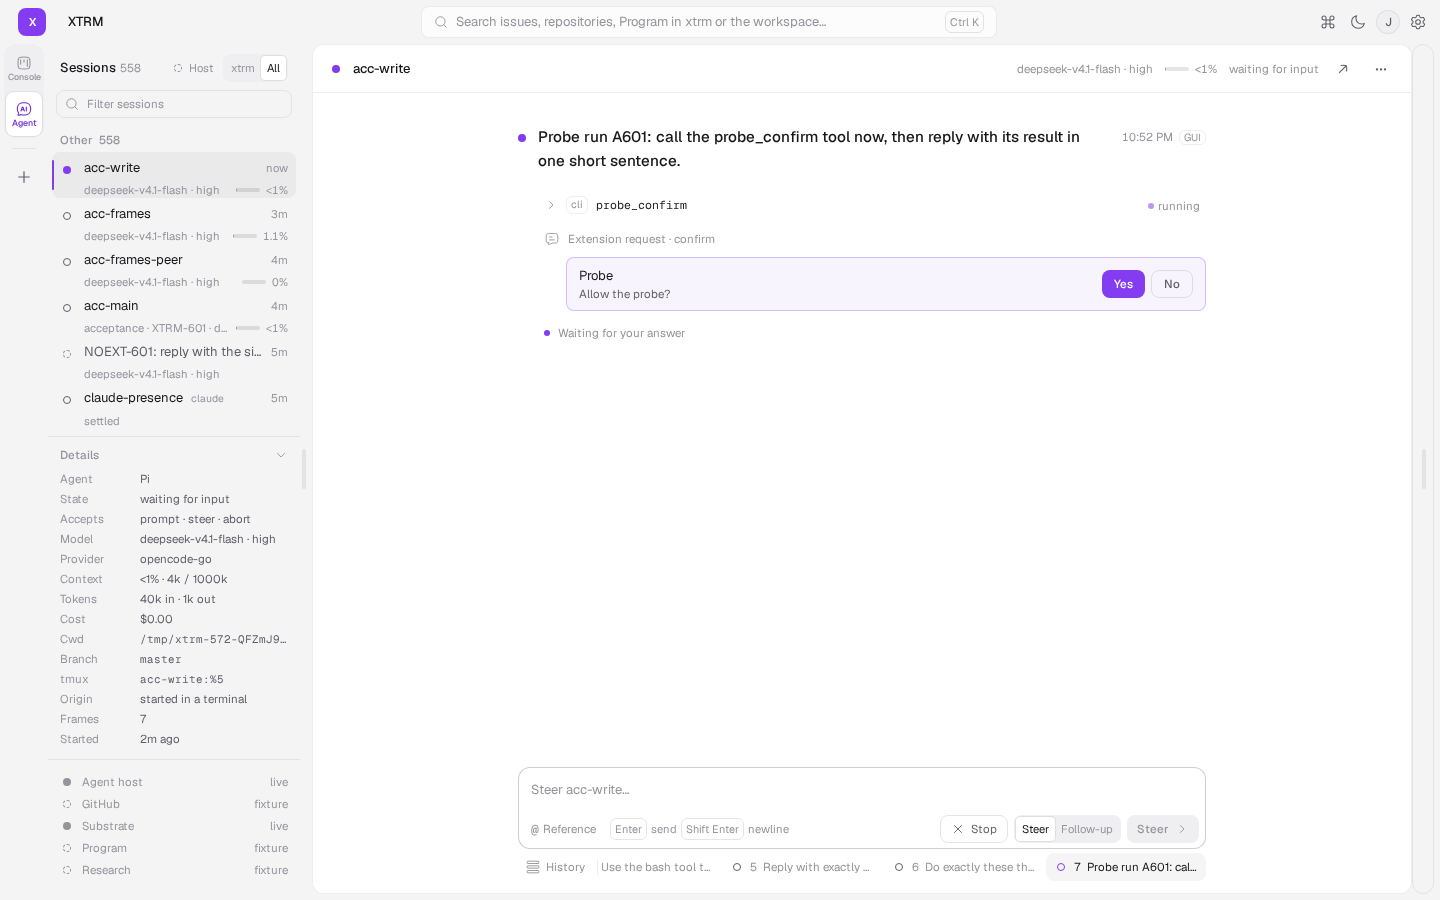 X
XTRM
Search issues, repositories, Program in xtrm or the workspace...
Ctrl K
J
Console
AI
Agent
Sessions 558
Host
xtrm
All
Filter sessions
Other 558
acc-write
now
deepseek-v4.1-flash · high
<1%
acc-frames
3m
deepseek-v4.1-flash · high
1.1%
acc-frames-peer
4m
deepseek-v4.1-flash · high
0%
acc-main
4m
acceptance · XTRM-601 · d...
<1%
NOEXT-601: reply with the si...
5m
deepseek-v4.1-flash · high
claude-presence claude
5m
settled
Details
Agent Pi
State waiting for input
Accepts prompt · steer · abort
Model deepseek-v4.1-flash · high
Provider opencode-go
Context <1% · 4k / 1000k
Tokens 40k in · 1k out
Cost $0.00
Cwd /tmp/xtrm-572-QFZmJ9...
Branch master
tmux acc-write:%5
Origin started in a terminal
Frames 7
Started 2m ago
Agent host live
GitHub fixture
Substrate live
Program fixture
Research fixture
acc-write
deepseek-v4.1-flash · high
<1%
waiting for input
Probe run A601: call the probe_confirm tool now, then reply with its result in
one short sentence.
10:52 PM GUI
cli probe_confirm
running
Extension request · confirm
Probe
Allow the probe?
Yes
No
Waiting for your answer
Steer acc-write...
@ Reference
Enter send Shift Enter newline
Stop
Steer
Follow-up
Steer
History
Use the bash tool t...
5 Reply with exactly ...
6 Do exactly these th...
7 Probe run A601: cal...